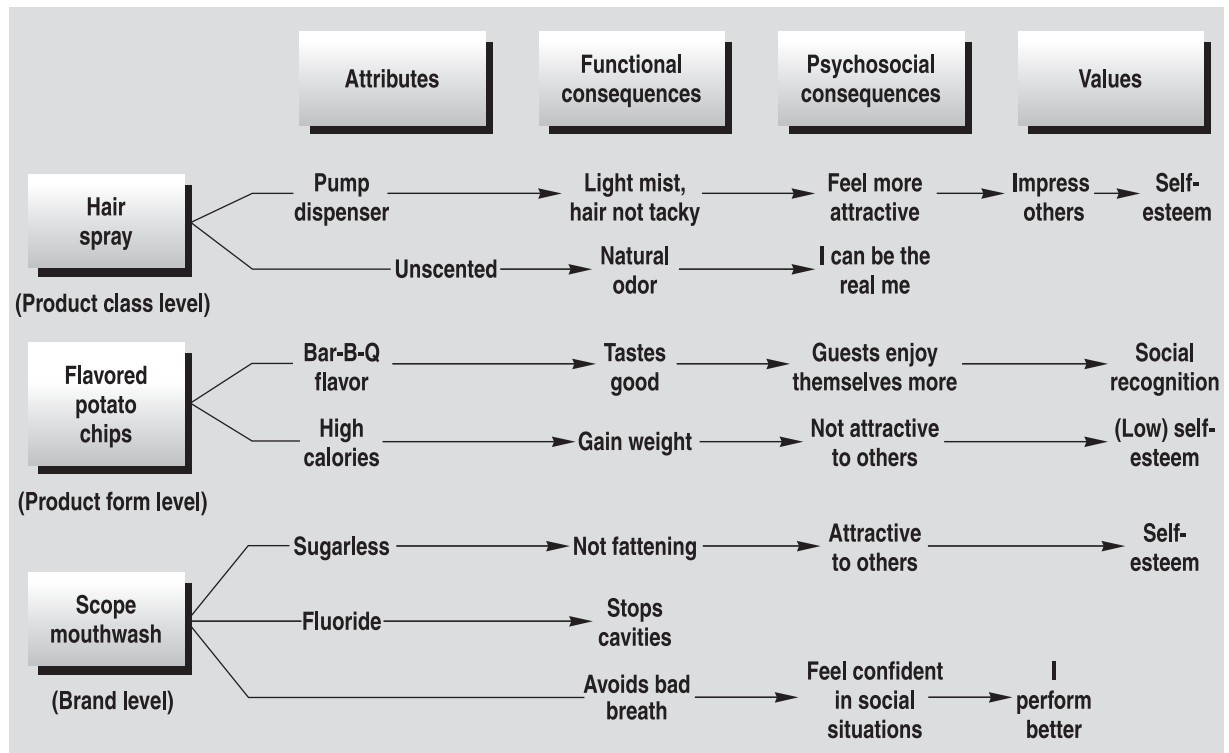 Attributes
Functional
consequences
Psychosocial
consequences
Values
Hair
spray
(Product class level)
Pump
dispenser
Light mist,
hair not tacky
Feel more
attractive
Impress
others
Self-
esteem
Unscented
Natural
odor
I can be the
real me
Flavored
potato
chips
(Product form level)
Bar-B-Q
flavor
Tastes
good
Guests enjoy
themselves more
Social
recognition
High
calories
Gain weight
Not attractive
to others
(Low) self-
esteem
Scope
mouthwash
(Brand level)
Sugarless
Not fattening
Attractive
to others
Self-
esteem
Fluoride
Stops
cavities
Avoids bad
breath
Feel confident
in social
situations
I
perform
better